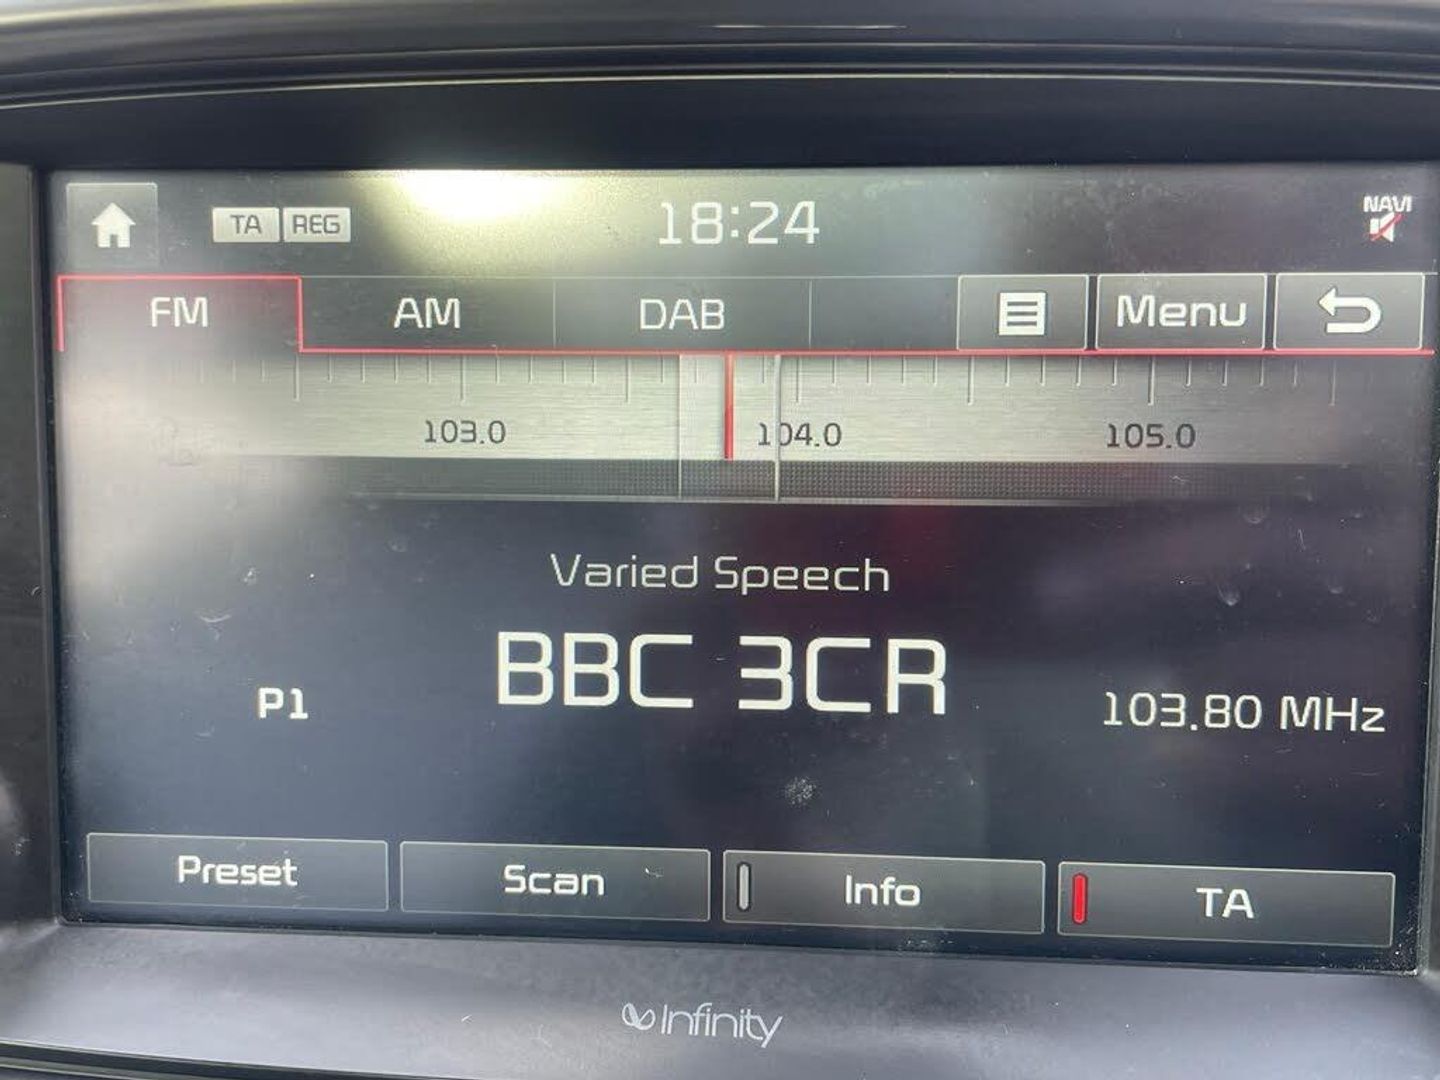 TA REG 18:24 NAVI
FM AM DAB Menu
103.0 104.0 105.0
Varied Speech
BBC 3CR
P1 103.80 MHz
Preset Scan Info TA
Infinity